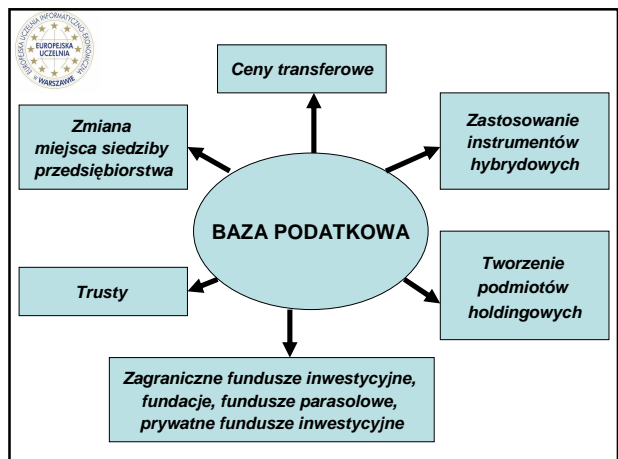 EUROPEJSKA UCZELNIA INFORMATYCZNO-EKONOMICZNA
EUROPEJSKA
UCZELNIA
w WARSZAWIE
Ceny transferowe
Zmiana
miejsca siedziby
przedsiębiorstwa
Zastosowanie
instrumentów
hybrydowych
BAZA PODATKOWA
Trusty
Tworzenie
podmiotów
holdingowych
Zagraniczne fundusze inwestycyjne,
fundacje, fundusze parasolowe,
prywatne fundusze inwestycyjne